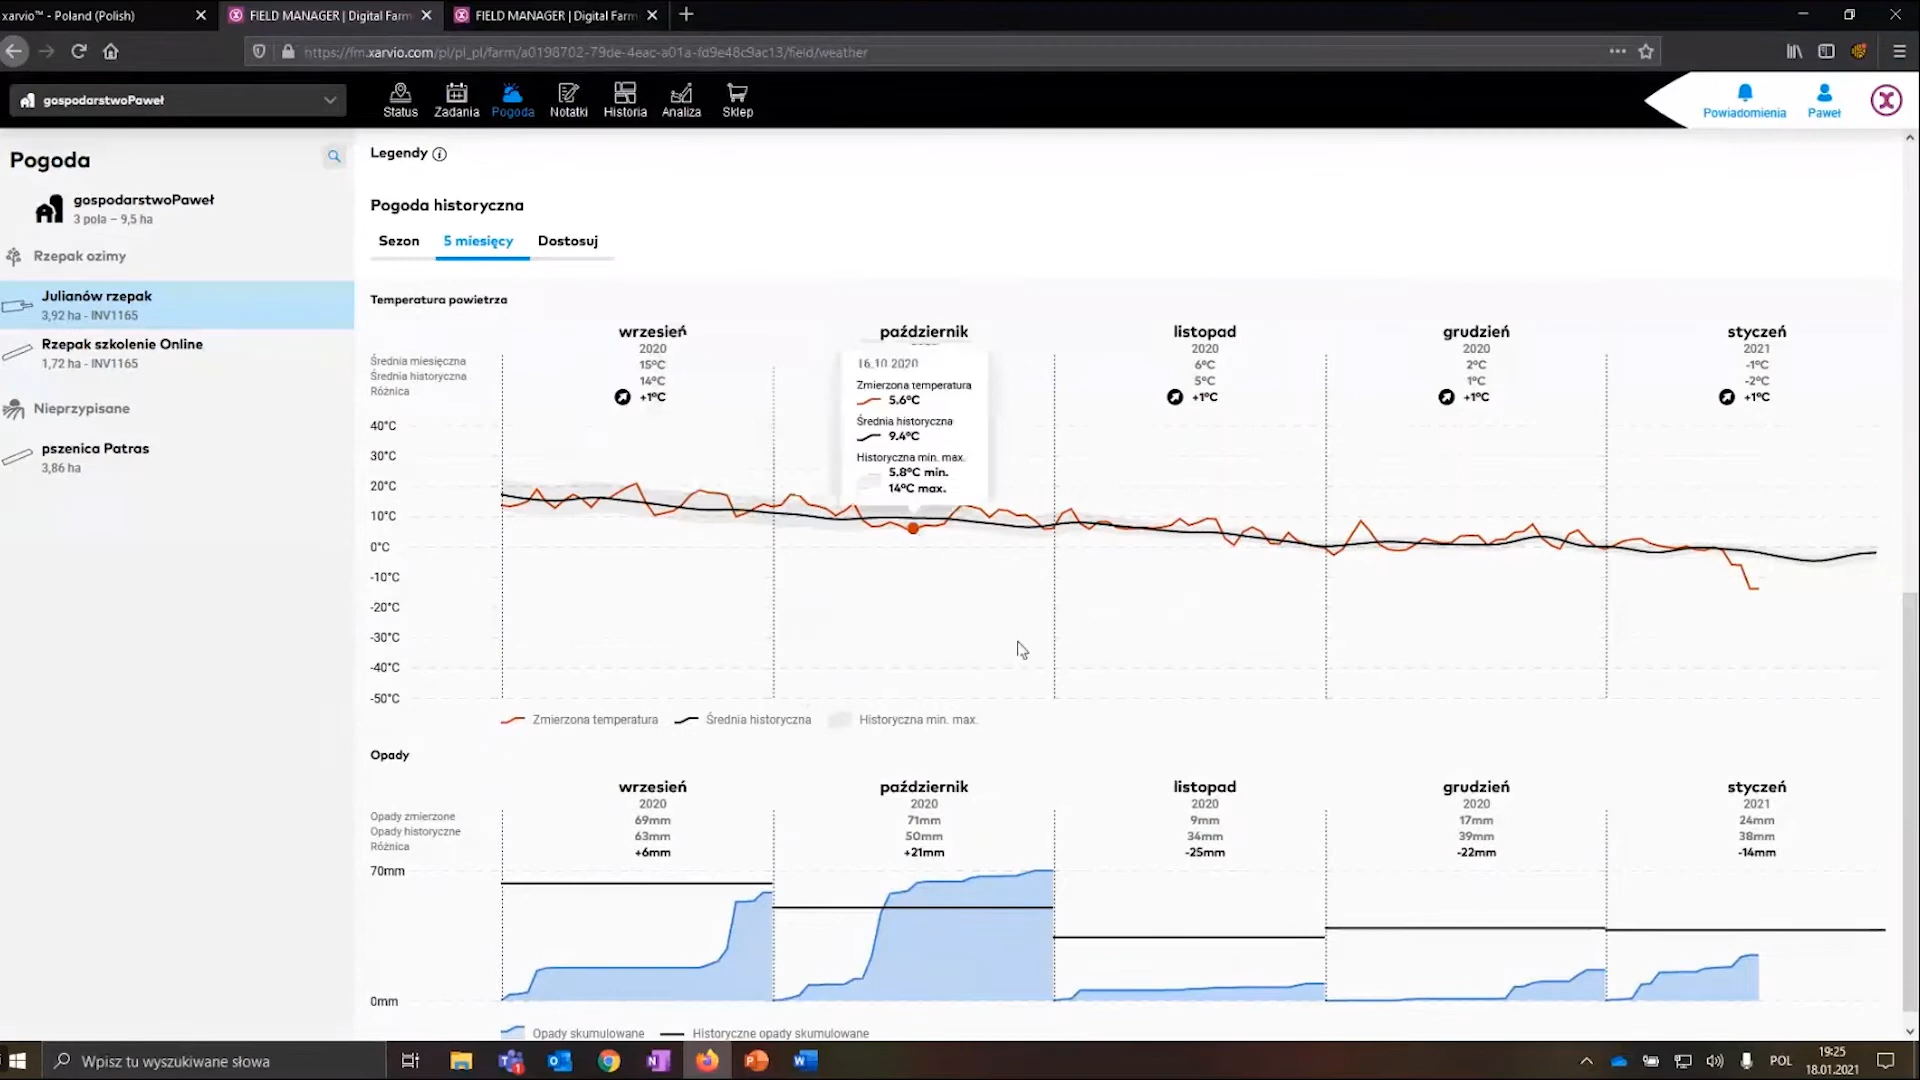 xarvio™ - Poland (Polish)
FIELD MANAGER | Digital Farm
FIELD MANAGER | Digital Farm
https://fm.xarvio.com/pl/pl_pl/farm/a0198702-79de-4eac-a01a-fd9e48c9ac13/field/weather
gospodarstwoPaweł
Status
Zadania
Pogoda
Notatki
Historia
Analiza
Sklep
Powiadomienia
Paweł
Pogoda
gospodarstwoPaweł
3 pola – 9,5 ha
Rzepak ozimy
Julianów rzepak
3,92 ha - INV1165
Rzepak szkolenie Online
1,72 ha - INV1165
Nieprzypisane
pszenica Patras
3,86 ha
Legendy
Pogoda historyczna
Sezon 5 miesięcy Dostosuj
Temperatura powietrza
wrzesień październik listopad grudzień styczeń
2020 2020 2020 2021
Średnia miesięczna 15°C 6°C 2°C -1°C
Średnia historyczna 14°C 5°C 1°C -2°C
Różnica +1°C +1°C +1°C +1°C
16.10.2020
Zmierzona temperatura
5.6°C
Średnia historyczna
9.4°C
Historyczna min. max.
5.8°C min.
14°C max.
40°C
30°C
20°C
10°C
0°C
-10°C
-20°C
-30°C
-40°C
-50°C
Zmierzona temperatura Średnia historyczna Historyczna min. max.
Opady
wrzesień październik listopad grudzień styczeń
2020 2020 2020 2020 2021
Opady zmierzone 69mm 71mm 9mm 17mm 24mm
Opady historyczne 63mm 50mm 34mm 39mm 38mm
Różnica +6mm +21mm -25mm -22mm -14mm
70mm
0mm
Opady skumulowane Historyczne opady skumulowane
Wpisz tu wyszukiwane słowa
POL
19:25
18.01.2021